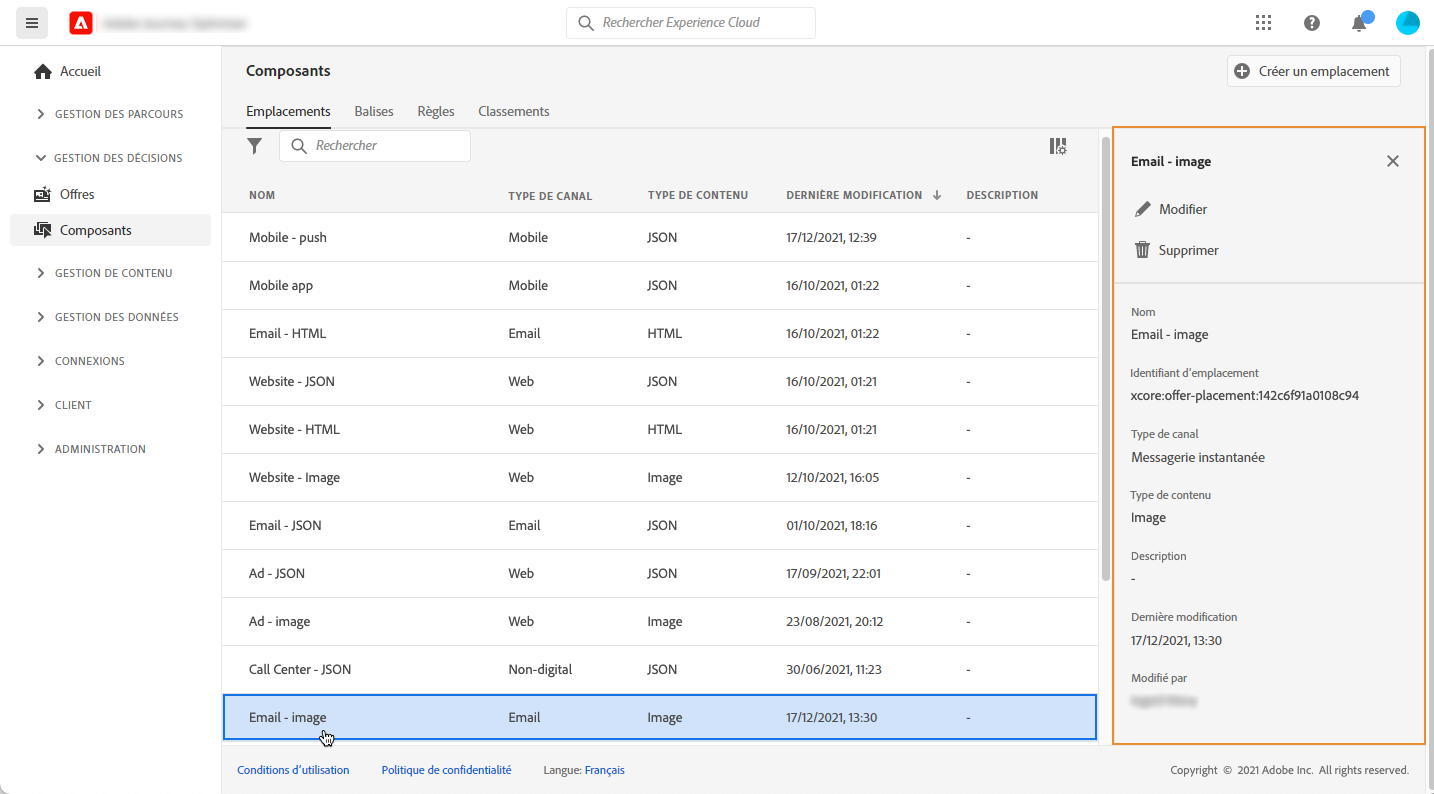 Rechercher Experience Cloud
Accueil
GESTION DES PARCOURS
GESTION DES DÉCISIONS
Offres
Composants
GESTION DE CONTENU
GESTION DES DONNÉES
CONNEXIONS
CLIENT
ADMINISTRATION
Composants
Créer un emplacement
Emplacements Balises Règles Classements
Rechercher
NOM TYPE DE CANAL TYPE DE CONTENU DERNIÈRE MODIFICATION DESCRIPTION
Mobile - push Mobile JSON 17/12/2021, 12:39 -
Mobile app Mobile JSON 16/10/2021, 01:22 -
Email - HTML Email HTML 16/10/2021, 01:22 -
Website - JSON Web JSON 16/10/2021, 01:21 -
Website - HTML Web HTML 16/10/2021, 01:21 -
Website - Image Web Image 12/10/2021, 16:05 -
Email - JSON Email JSON 01/10/2021, 18:16 -
Ad - JSON Web JSON 17/09/2021, 22:01 -
Ad - image Web Image 23/08/2021, 20:12 -
Call Center - JSON Non-digital JSON 30/06/2021, 11:23 -
Email - image Email Image 17/12/2021, 13:30 -
Email - image
Modifier
Supprimer
Nom
Email - image
Identifiant d'emplacement
xcore:offer-placement:142c6f91a0108c94
Type de canal
Messagerie instantanée
Type de contenu
Image
Description
-
Dernière modification
17/12/2021, 13:30
Modifié par
Conditions d'utilisation Politique de confidentialité Langue: Français
Copyright © 2021 Adobe Inc. All rights reserved.